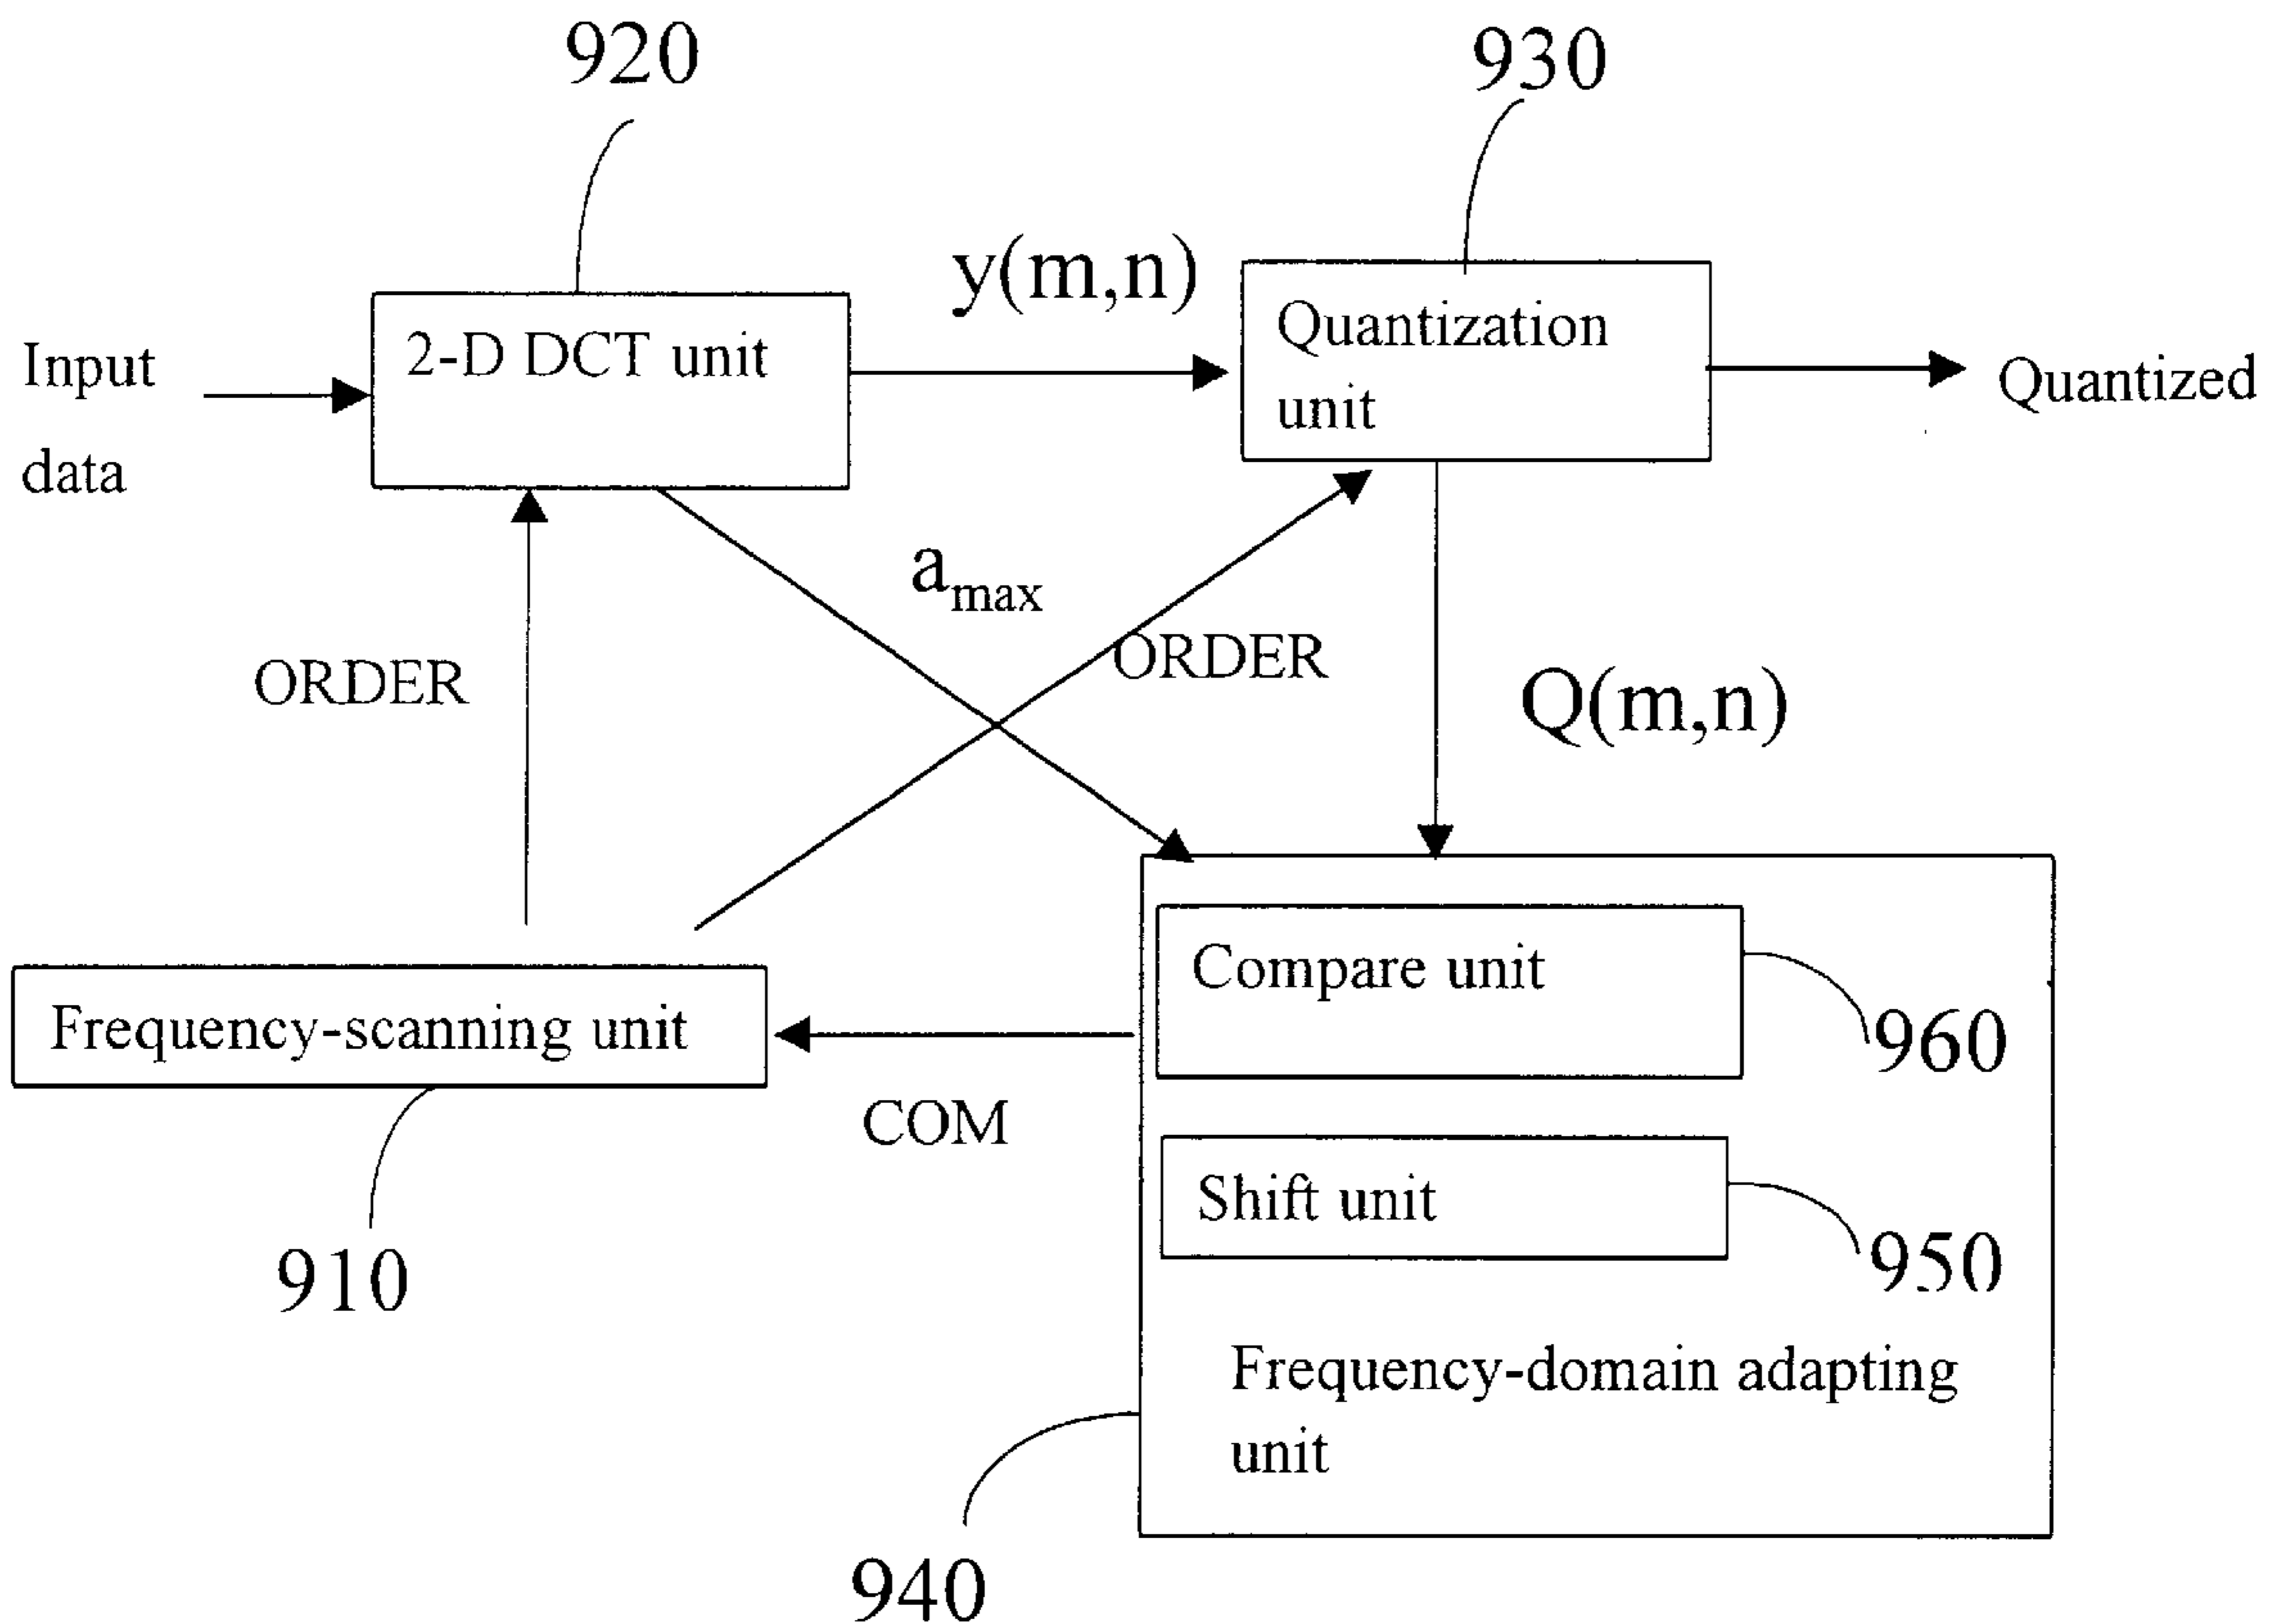 920
930
y(m,n)
2-D DCT unit
Quantization
unit
Input
data
Quantized
amax
ORDER
ORDER
Q(m,n)
Compare unit
960
Frequency-scanning unit
COM
Shift unit
950
910
Frequency-domain adapting
unit
940